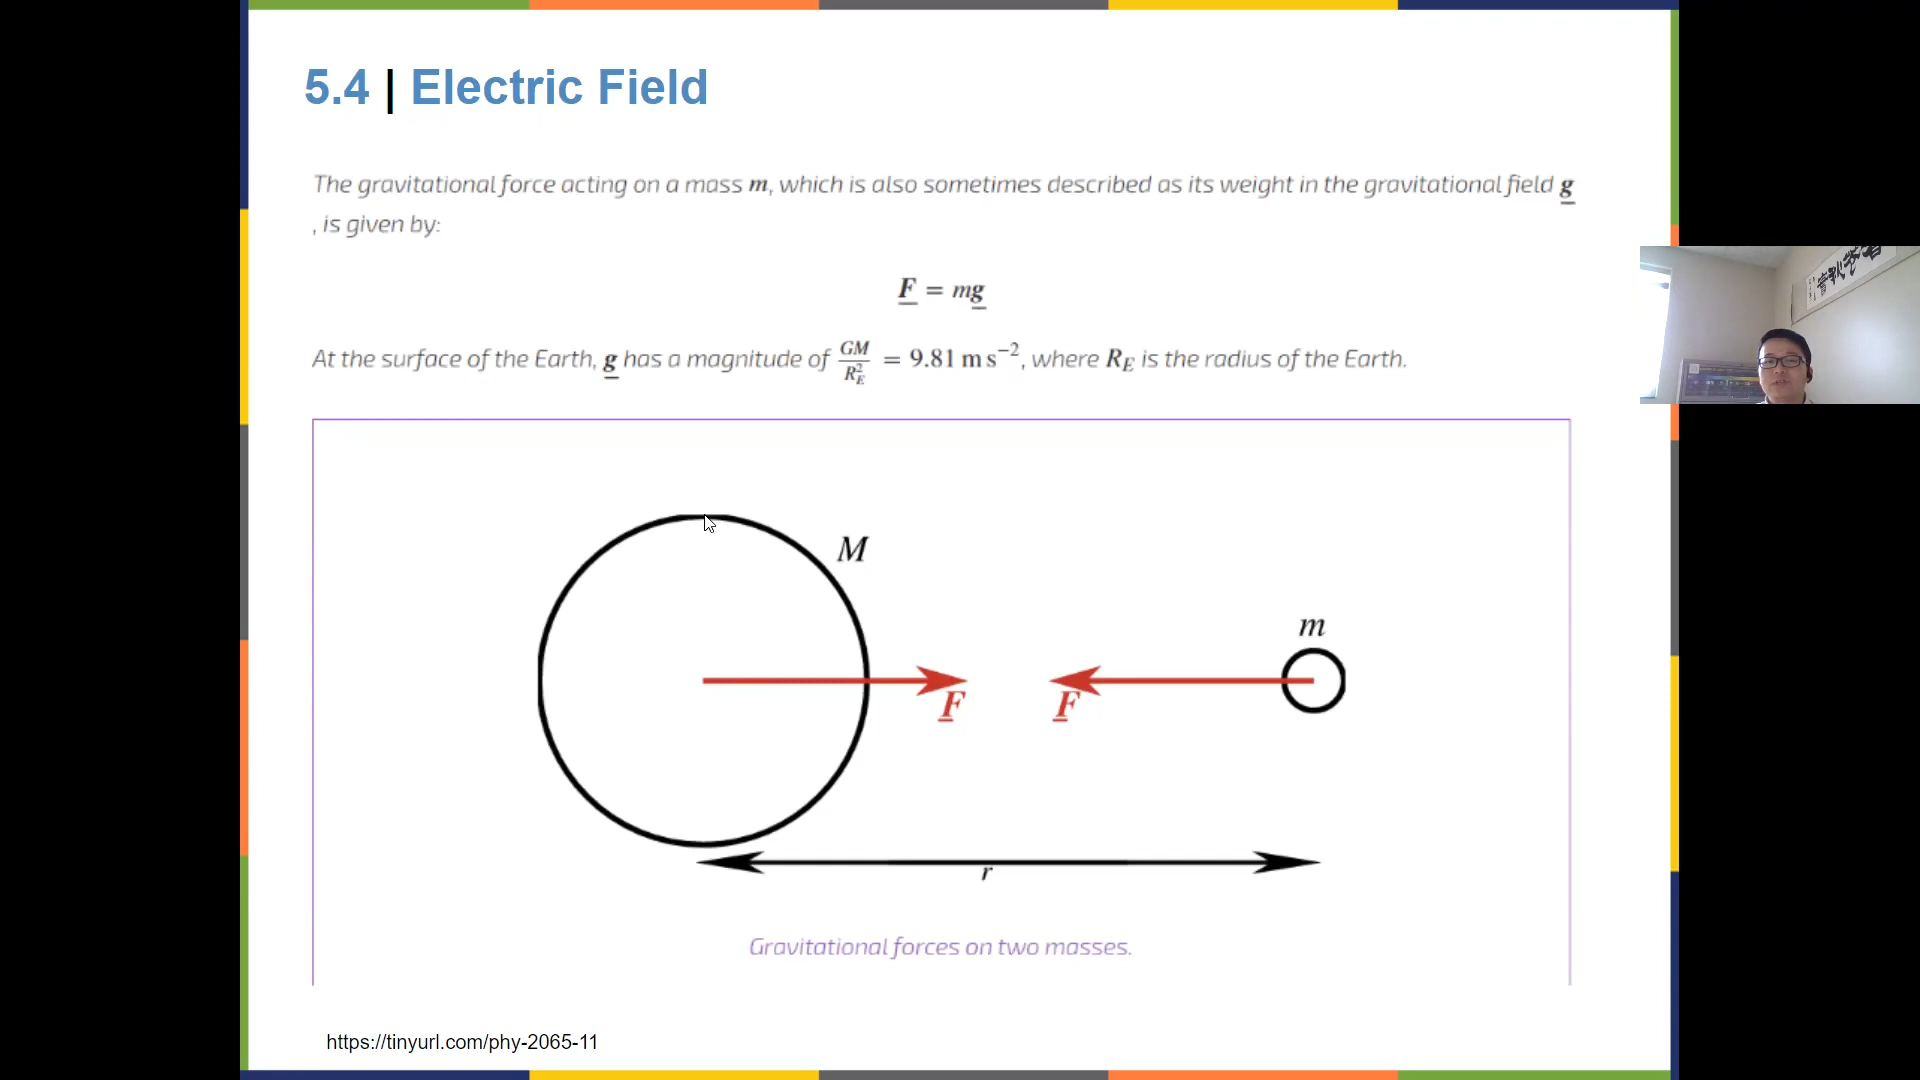 5.4 | Electric Field
The gravitational force acting on a mass m, which is also sometimes described as its weight in the gravitational field g
, is given by:
F = mg
At the surface of the Earth, g has a magnitude of GM/R_E^2 = 9.81 m s^−2, where R_E is the radius of the Earth.
M
m
F
F
r
Gravitational forces on two masses.
https://tinyurl.com/phy-2065-11